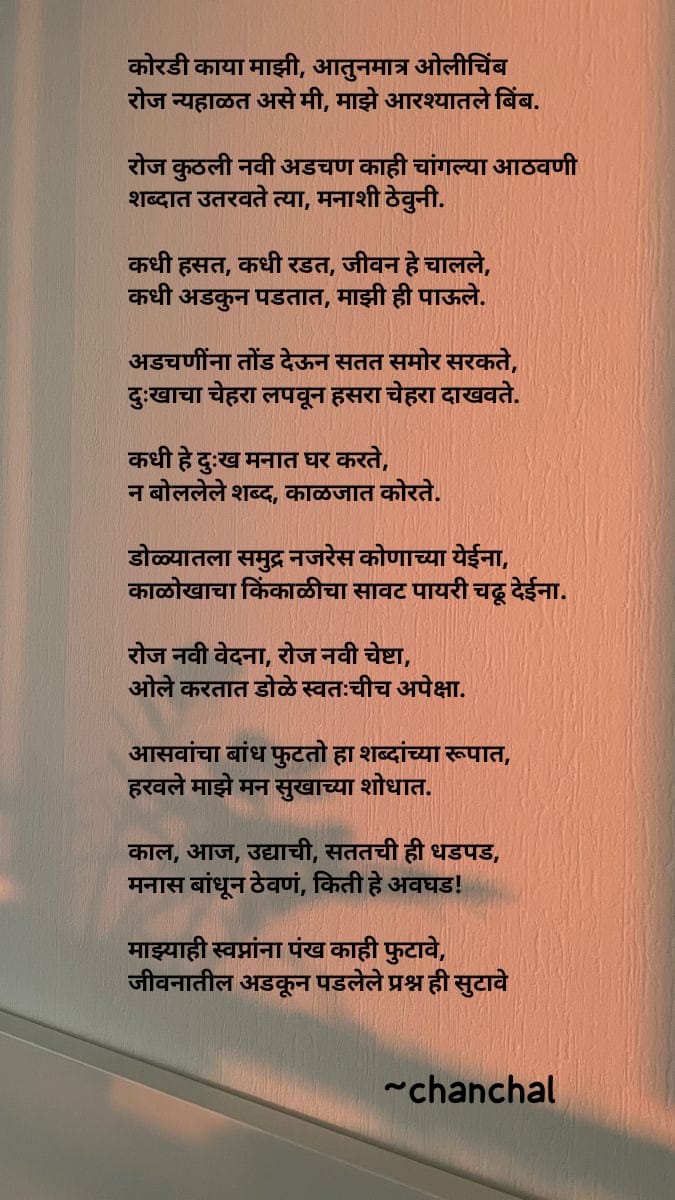 कोरडी काया माझी, आतुनमात्र ओलीचिंब
रोज न्यहाळत असे मी, माझे आरश्यातले बिंब.
रोज कुठली नवी अडचण काही चांगल्या आठवणी
शब्दात उतरवते त्या, मनाशी ठेवुनी.
कधी हसत, कधी रडत, जीवन हे चालले,
कधी अडकुन पडतात, माझी ही पाऊले.
अडचणींना तोंड देऊन सतत समोर सरकते,
दुःखाचा चेहरा लपवून हसरा चेहरा दाखवते.
कधी हे दुःख मनात घर करते,
न बोललेले शब्द, काळजात कोरते.
डोळ्यातला समुद्र नजरेस कोणाच्या येईना,
काळोखाचा किंकाळीचा सावट पायरी चढू देईना.
रोज नवी वेदना, रोज नवी चेष्टा,
ओले करतात डोळे स्वतःचीच अपेक्षा.
आसवांचा बांध फुटतो हा शब्दांच्या रूपात,
हरवले माझे मन सुखाच्या शोधात.
काल, आज, उद्याची, सततची ही धडपड,
मनास बांधून ठेवणं, किती हे अवघड!
माझ्याही स्वप्नांना पंख काही फुटावे,
जीवनातील अडकून पडलेले प्रश्न ही सुटावे
~chanchal